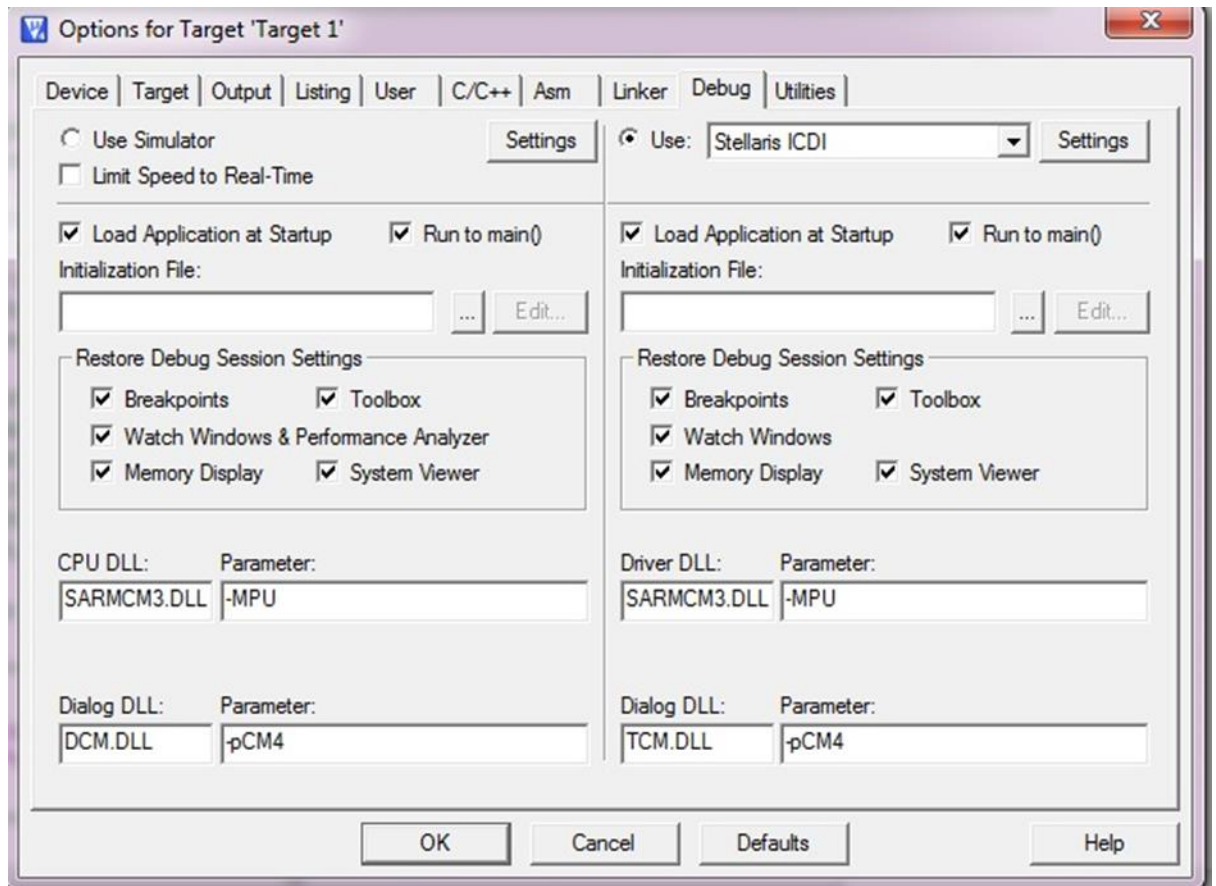 Options for Target 'Target 1'
Device Target Output Listing User C/C++ Asm Linker Debug Utilities
Use Simulator Settings
Limit Speed to Real-Time
Use: Stellaris ICDI Settings
Load Application at Startup Run to main()
Initialization File:
... Edit...
Restore Debug Session Settings
Breakpoints Toolbox
Watch Windows & Performance Analyzer
Memory Display System Viewer
CPU DLL: Parameter:
SARMCM3.DLL -MPU
Dialog DLL: Parameter:
DCM.DLL -pCM4
Load Application at Startup Run to main()
Initialization File:
... Edit...
Restore Debug Session Settings
Breakpoints Toolbox
Watch Windows
Memory Display System Viewer
Driver DLL: Parameter:
SARMCM3.DLL -MPU
Dialog DLL: Parameter:
TCM.DLL -pCM4
OK Cancel Defaults Help